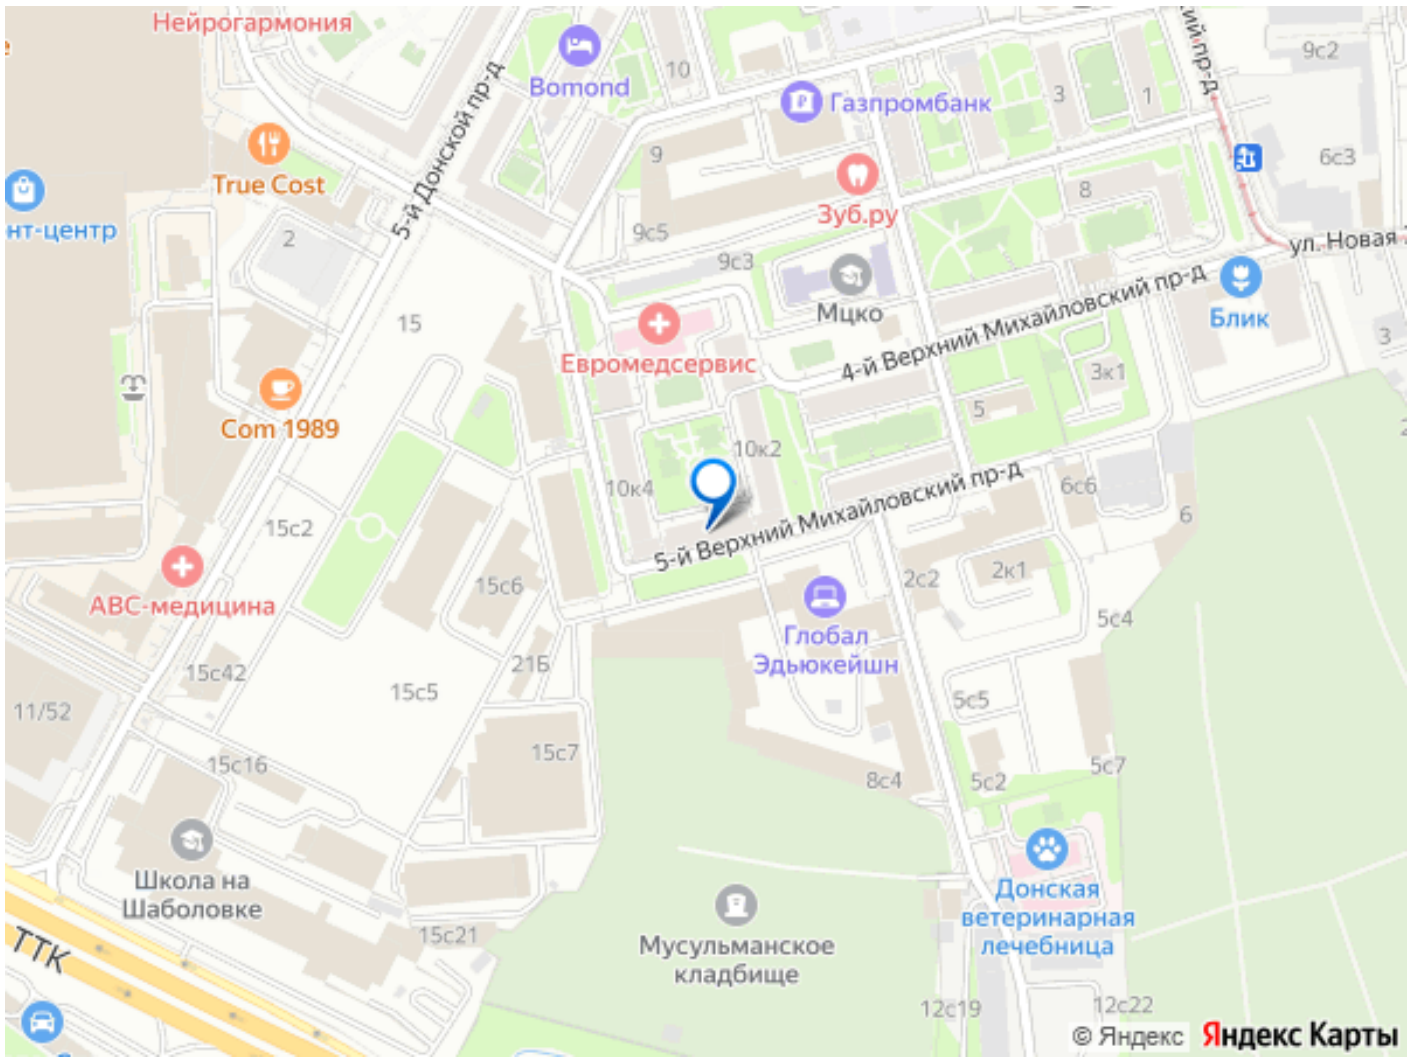 Нейрогармония
Bomond
10
Газпромбанк
3
1
9с2
5-й Донской пр-д
True Cost
9
Зуб.ру
8
6с3
нт-центр
2
9с5
9с3
ул. Новая
15
Мцко
4-й Верхний Михайловский пр-д
Блик
Евромедсервис
3к1
3
Com 1989
5
10к2
10к4
5-й Верхний Михайловский пр-д
6с6
6
15с2
АВС-медицина
15с6
2с2
2к1
Глобал
Эдьюкейшн
5с4
15с42
21Б
15с5
5с5
11/52
15с16
15с7
8с4
5с2
5с7
Школа на
Шаболовке
Донская
ветеринарная
лечебница
15с21
Мусульманское
кладбище
ТТК
12с19
12с22
© Яндекс
Яндекс Карты